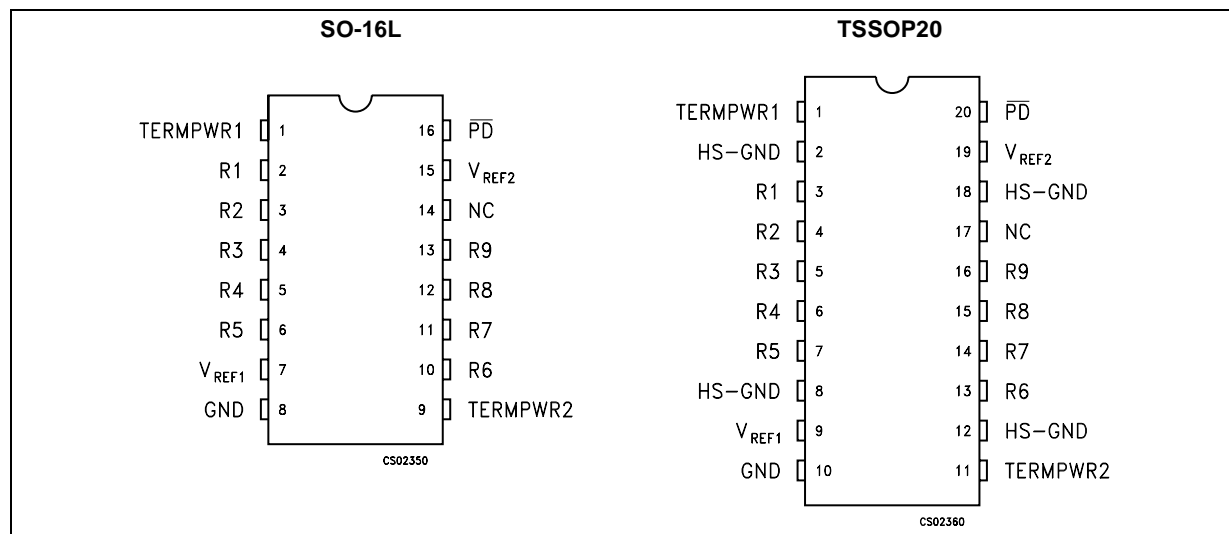 SO-16L
TERMPWR1 1 16 P̅D̅
R1 2 15 VREF2
R2 3 14 NC
R3 4 13 R9
R4 5 12 R8
R5 6 11 R7
VREF1 7 10 R6
GND 8 9 TERMPWR2
CS02350
TSSOP20
TERMPWR1 1 20 P̅D̅
HS-GND 2 19 VREF2
R1 3 18 HS-GND
R2 4 17 NC
R3 5 16 R9
R4 6 15 R8
R5 7 14 R7
HS-GND 8 13 R6
VREF1 9 12 HS-GND
GND 10 11 TERMPWR2
CS02360